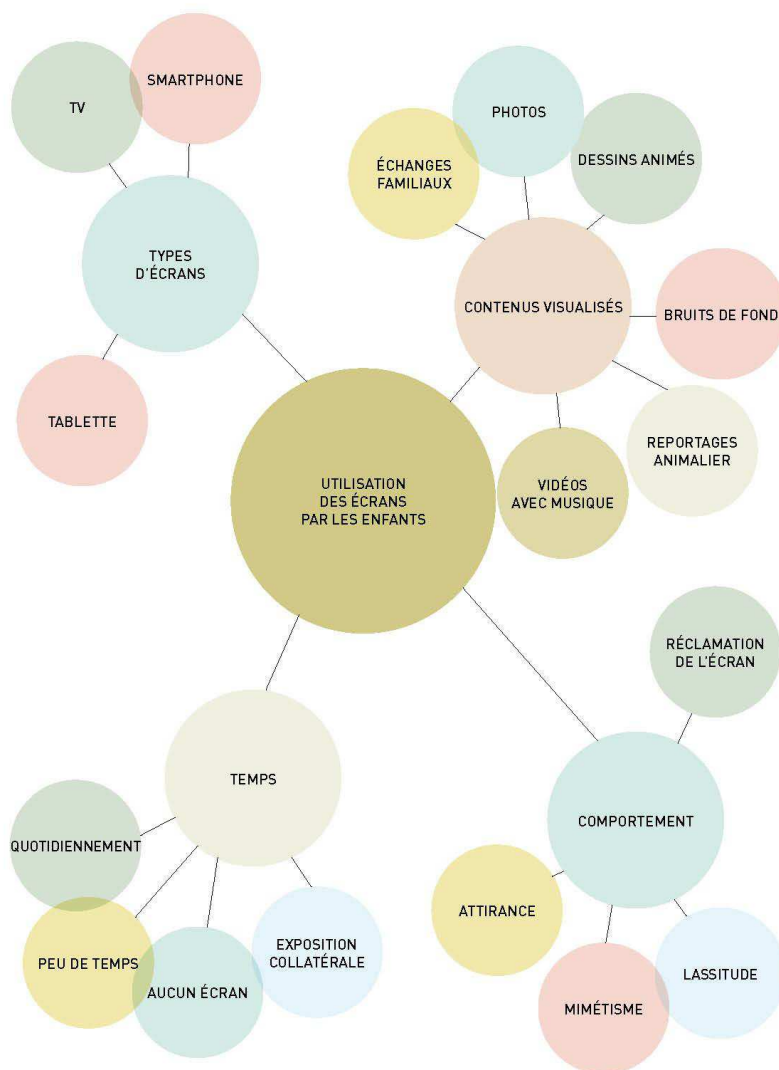 SMARTPHONE
TV
TYPES
D'ÉCRANS
TABLETTE
PHOTOS
ÉCHANGES
FAMILIAUX
DESSINS ANIMÉS
CONTENUS VISUALISÉS
BRUITS DE FOND
REPORTAGES
ANIMALIER
VIDÉOS
AVEC MUSIQUE
UTILISATION
DES ÉCRANS
PAR LES ENFANTS
TEMPS
QUOTIDIENNEMENT
PEU DE TEMPS
AUCUN ÉCRAN
EXPOSITION
COLLATÉRALE
RÉCLAMATION
DE L'ÉCRAN
COMPORTEMENT
ATTIRANCE
MIMÉTISME
LASSITUDE